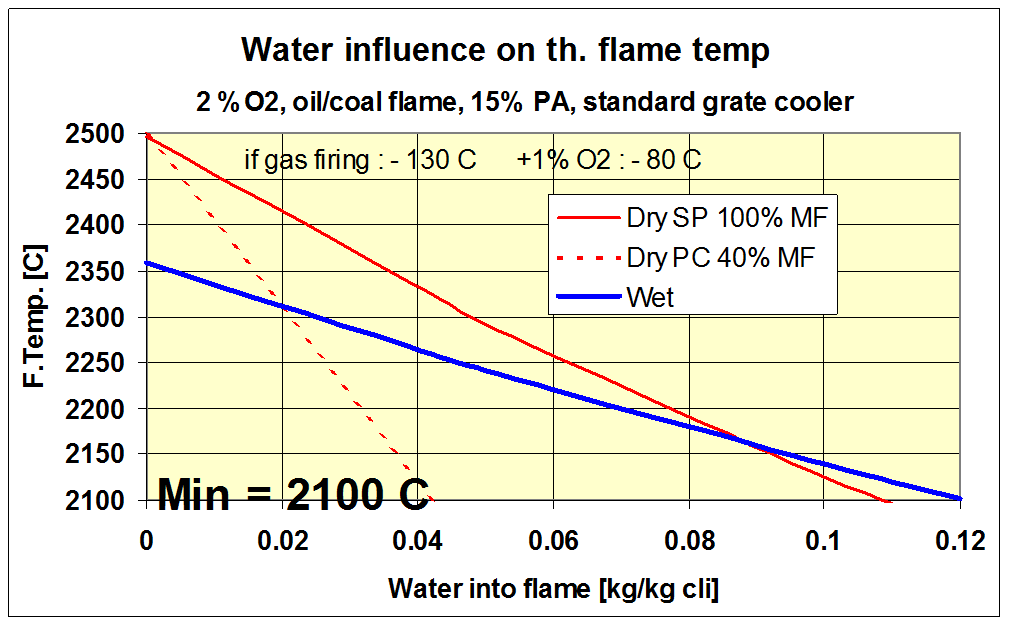 Water influence on th. flame temp
2 %O2, oil/coal flame, 15% PA, standard grate cooler
if gas firing : - 130 C +1% O2 : - 80 C
Dry SP 100% MF
Dry PC 40% MF
Wet
F.Temp. [C]
2500
2450
2400
2350
2300
2250
2200
2150
2100
Min = 2100 C
0 0.02 0.04 0.06 0.08 0.1 0.12
Water into flame [kg/kg cli]